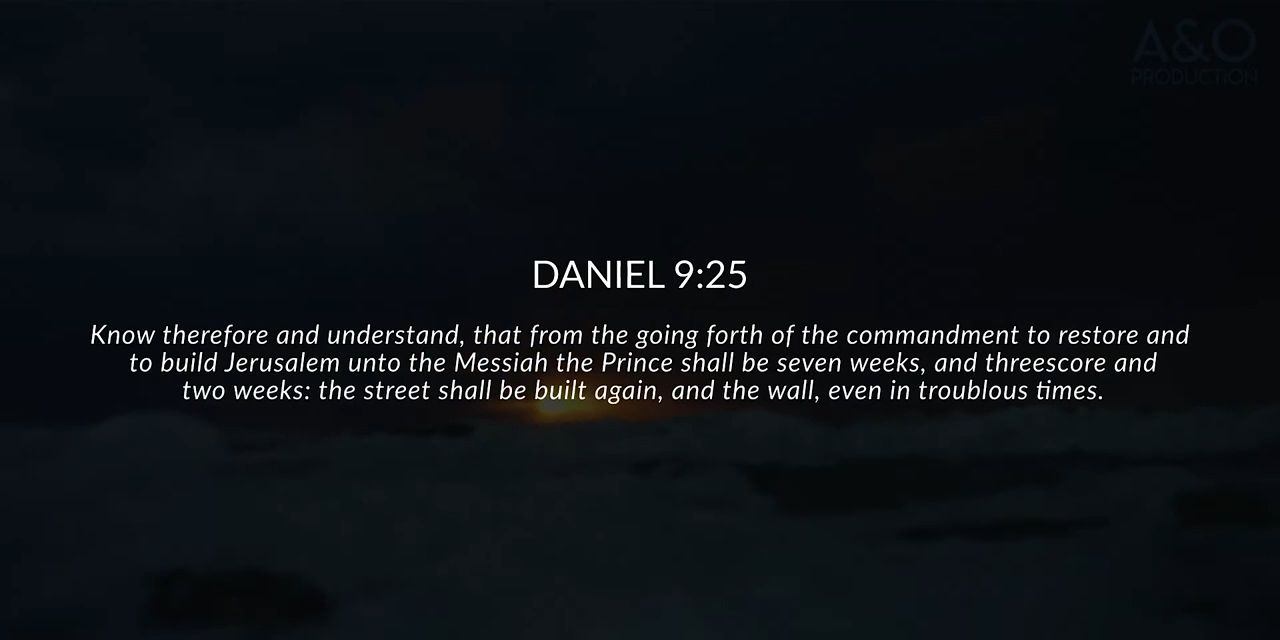 A&O
PRODUCTION
DANIEL 9:25
Know therefore and understand, that from the going forth of the commandment to restore and
to build Jerusalem unto the Messiah the Prince shall be seven weeks, and threescore and
two weeks: the street shall be built again, and the wall, even in troublous times.